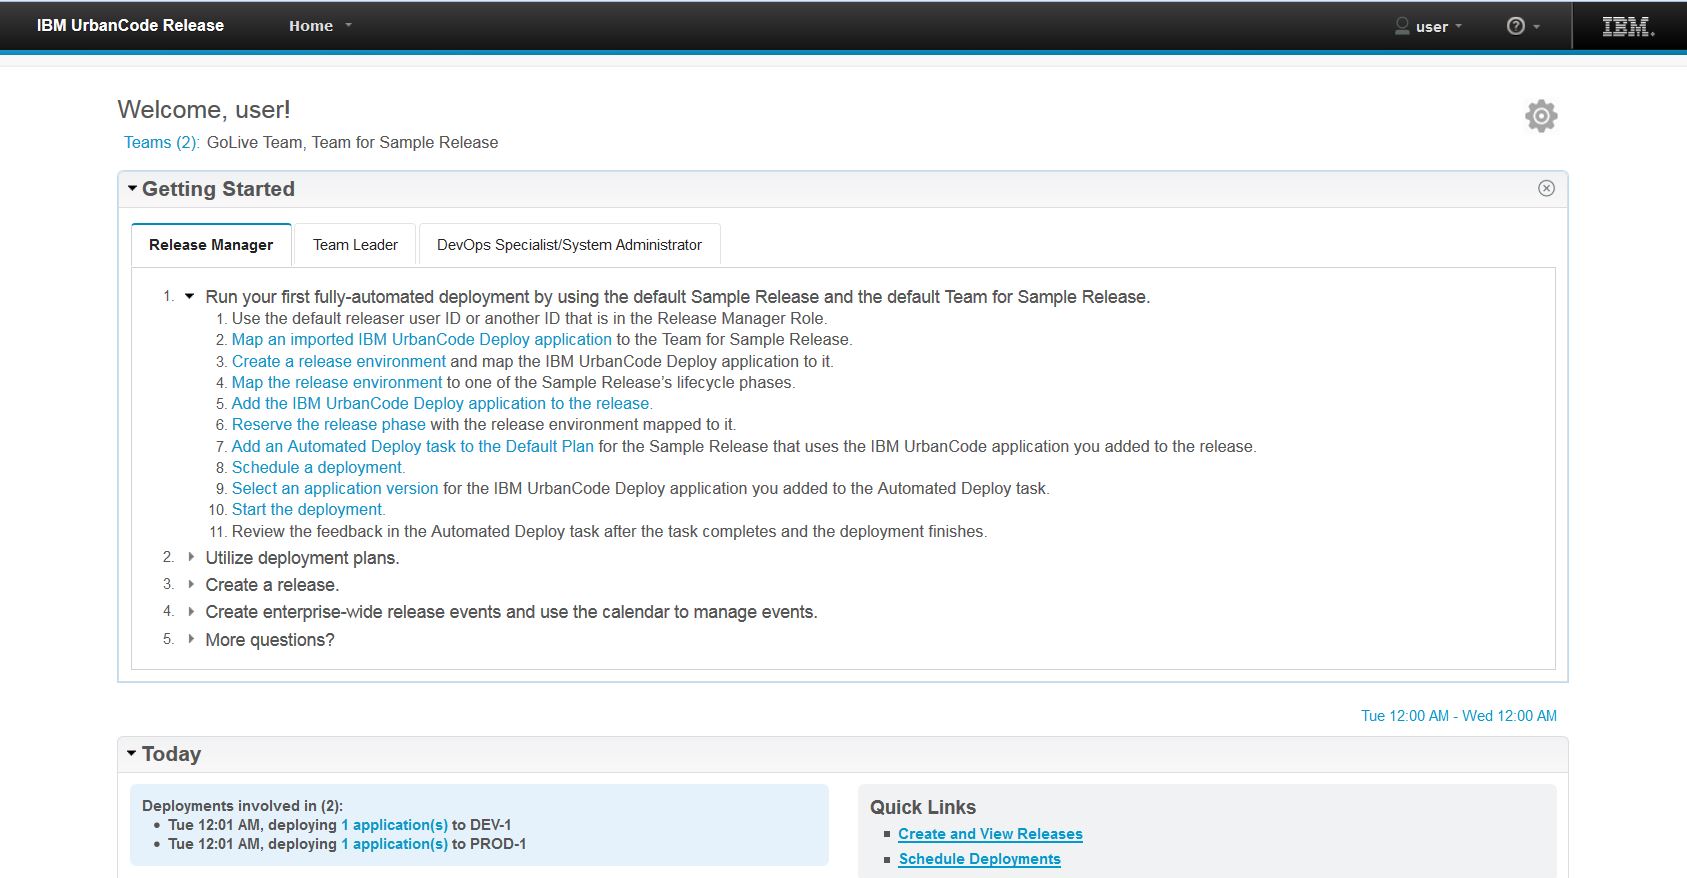 IBM UrbanCode Release
Home
user
?
IBM.
Welcome, user!
Teams (2): GoLive Team, Team for Sample Release
Getting Started
Release Manager
Team Leader
DevOps Specialist/System Administrator
1. Run your first fully-automated deployment by using the default Sample Release and the default Team for Sample Release.
1. Use the default releaser user ID or another ID that is in the Release Manager Role.
2. Map an imported IBM UrbanCode Deploy application to the Team for Sample Release.
3. Create a release environment and map the IBM UrbanCode Deploy application to it.
4. Map the release environment to one of the Sample Release’s lifecycle phases.
5. Add the IBM UrbanCode Deploy application to the release.
6. Reserve the release phase with the release environment mapped to it.
7. Add an Automated Deploy task to the Default Plan for the Sample Release that uses the IBM UrbanCode application you added to the release.
8. Schedule a deployment.
9. Select an application version for the IBM UrbanCode Deploy application you added to the Automated Deploy task.
10. Start the deployment.
11. Review the feedback in the Automated Deploy task after the task completes and the deployment finishes.
2. Utilize deployment plans.
3. Create a release.
4. Create enterprise-wide release events and use the calendar to manage events.
5. More questions?
Tue 12:00 AM - Wed 12:00 AM
Today
Deployments involved in (2):
• Tue 12:01 AM, deploying 1 application(s) to DEV-1
• Tue 12:01 AM, deploying 1 application(s) to PROD-1
Quick Links
Create and View Releases
Schedule Deployments